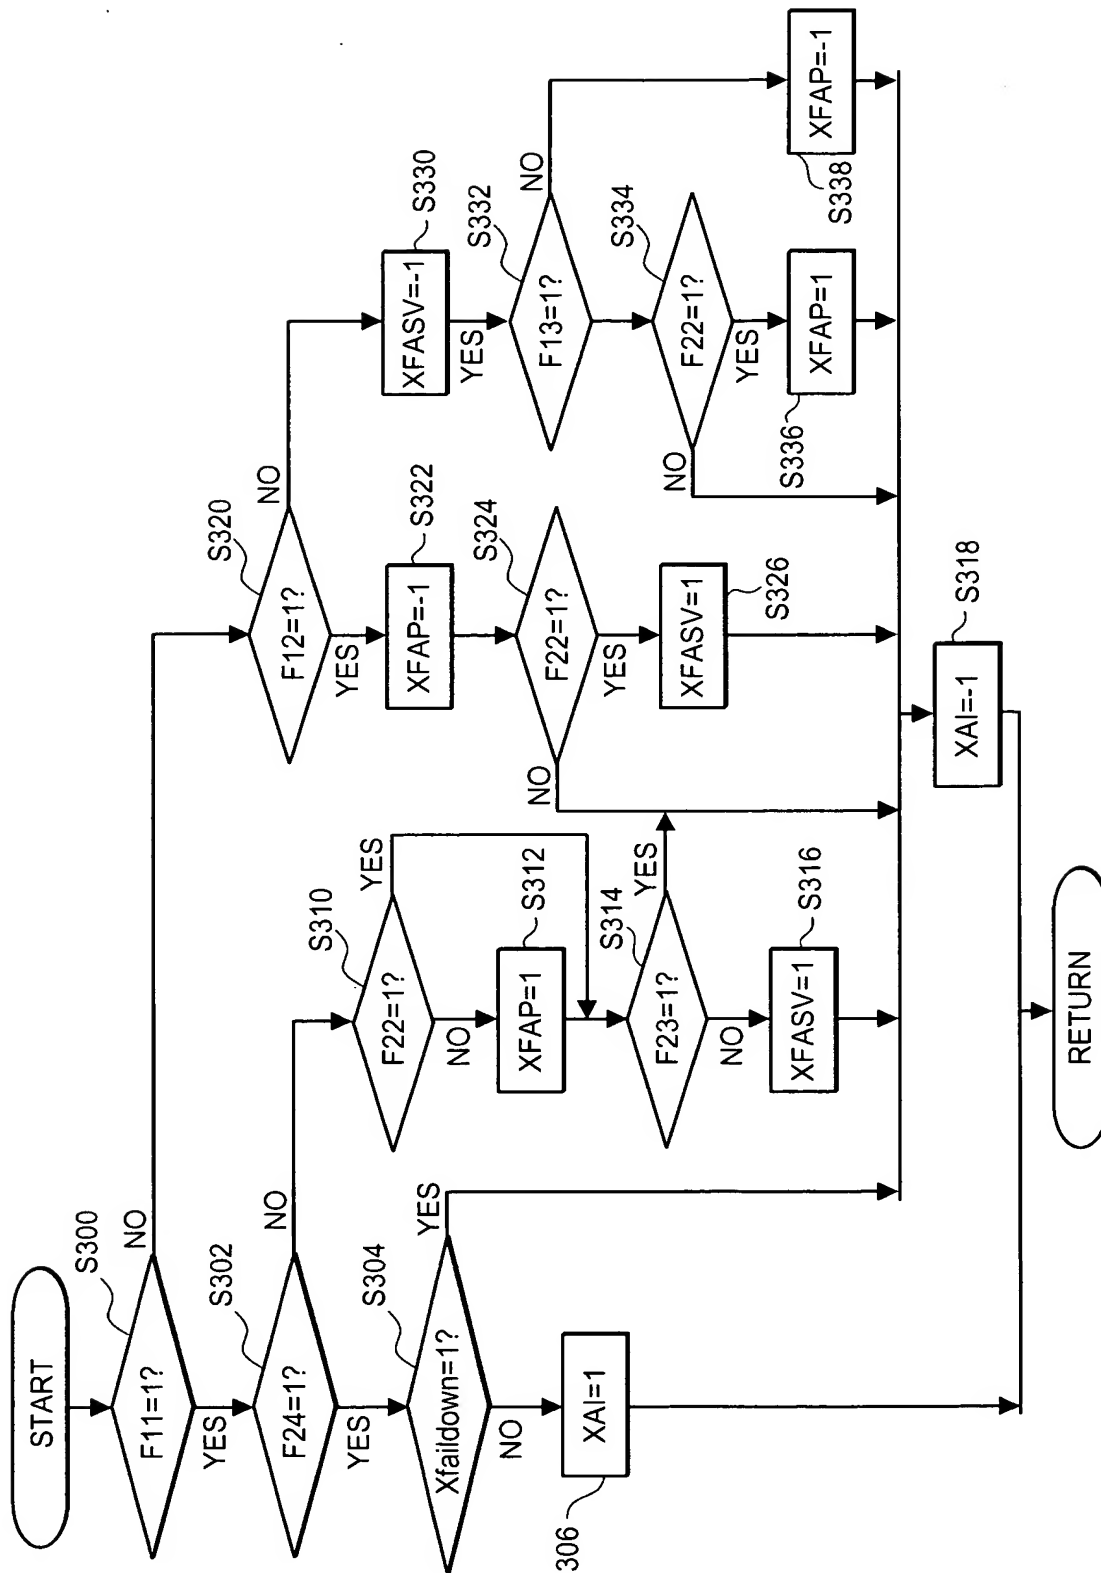 START
S300
F11=1?
NO
YES
S302
F24=1?
NO
YES
S304
Xfaildown=1?
YES
NO
306
XAI=1
S310
F22=1?
YES
NO
S312
XFAP=1
S314
F23=1?
YES
NO
S316
XFASV=1
S320
F12=1?
NO
YES
S322
XFAP=-1
S324
F22=1?
NO
YES
S326
XFASV=1
S330
XFASV=-1
S332
F13=1?
NO
YES
S334
F22=1?
NO
YES
S336
XFAP=1
S338
XFAP=-1
S318
XAI=-1
RETURN